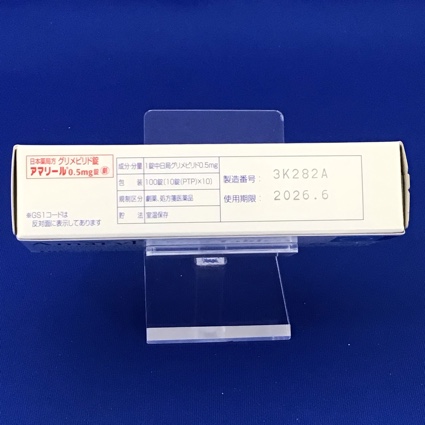 日本薬局方 グリメピリド錠
アマリール®0.5mg錠 劇
※GS1コードは
反対面に表示してあります
成分・分量 1錠中日局グリメピリド0.5mg
包 装 100錠(10錠(PTP)×10)
規制区分 劇薬、処方箋医薬品
貯 法 室温保存
製造番号: 3K282A
使用期限: 2026.6